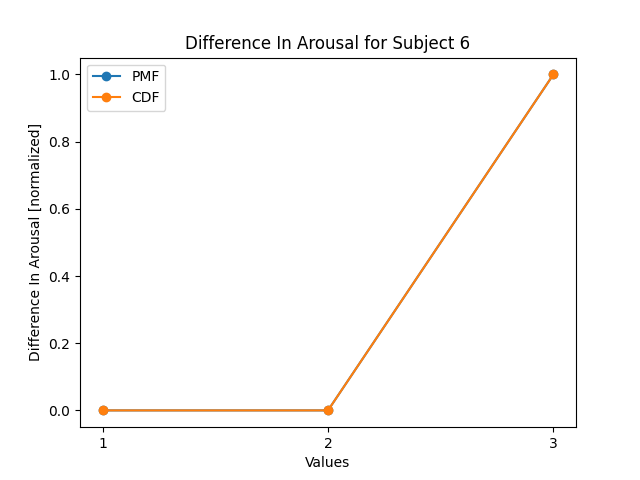 Difference In Arousal for Subject 6
PMF
CDF
1.0
0.8
0.6
0.4
0.2
0.0
Difference In Arousal [normalized]
1
2
3
Values